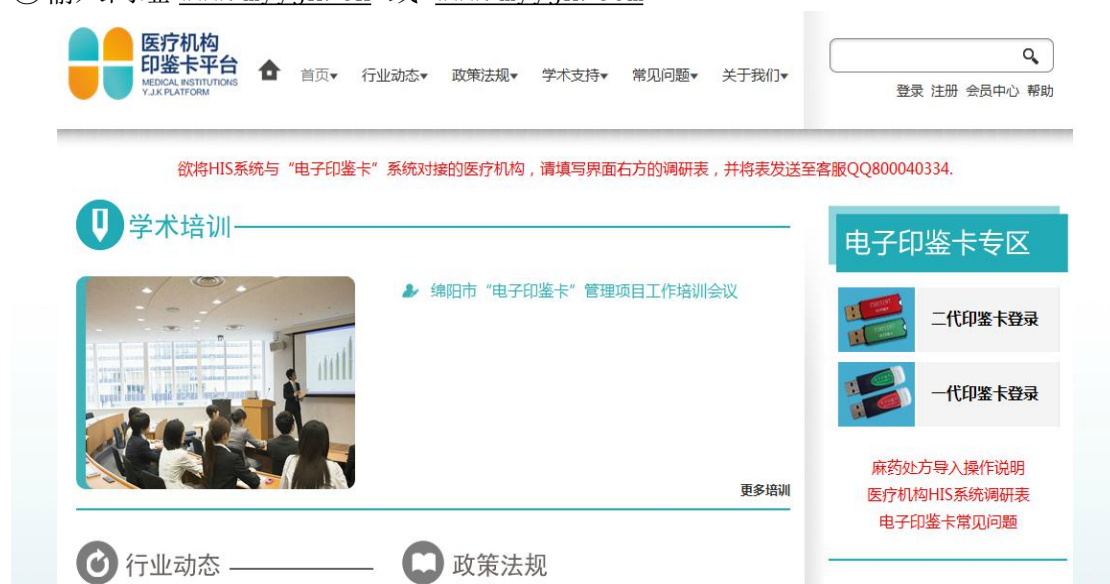 医疗机构
印鉴卡平台
MEDICAL INSTITUTIONS
Y.J.K PLATFORM
首页 行业动态 政策法规 学术支持 常见问题 关于我们
登录 注册 会员中心 帮助
欲将HIS系统与“电子印鉴卡”系统对接的医疗机构，请填写界面右方的调研表，并将表发送至客服QQ800040334.
学术培训
绵阳市“电子印鉴卡”管理项目工作培训会议
更多培训
电子印鉴卡专区
二代印鉴卡登录
一代印鉴卡登录
麻药处方导入操作说明
医疗机构HIS系统调研表
电子印鉴卡常见问题
行业动态
政策法规